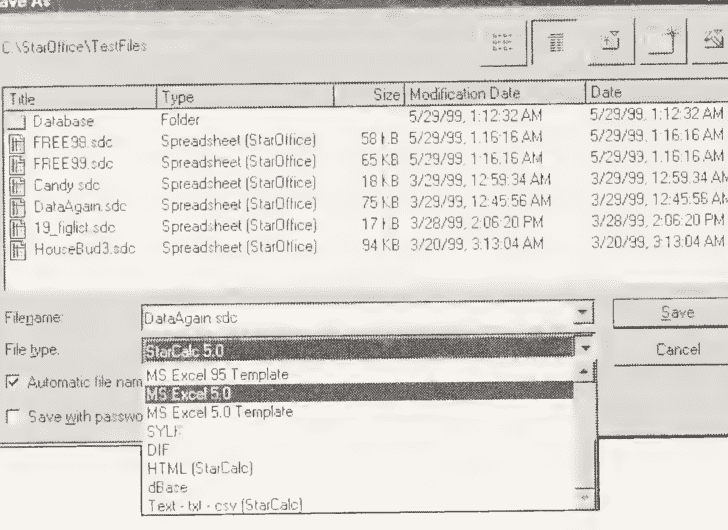 Save As
C:\StarOffice\TestFiles
Title Type Size Modification Date Date
Database Folder 5/29/99, 1:12:32 AM 5/29/99, 1:12:32 AM
FREE99.sdc Spreadsheet (StarOffice) 58 KB 5/29/99, 1:16:16 AM 5/29/99, 1:16:16 AM
FREE99.sdc Spreadsheet (StarOffice) 65 KB 5/29/99, 1:16:16 AM 5/29/99, 1:16:16 AM
Candy.sdc Spreadsheet (StarOffice) 18 KB 3/29/99, 12:59:34 AM 3/29/99, 12:59:34 AM
DataAgain.sdc Spreadsheet (StarOffice) 75 KB 3/29/99, 12:45:56 AM 3/29/99, 12:45:56 AM
19_figlist.sdc Spreadsheet (StarOffice) 17 KB 3/28/99, 2:06:20 PM 3/28/99, 2:06:20 PM
HouseBud3.sdc Spreadsheet (StarOffice) 94 KB 3/20/99, 3:13:04 AM 3/20/99, 3:13:04 AM
Filename: DataAgain.sdc Save
File type: StarCalc 5.0 Cancel
Automatic file nam
MS Excel 95 Template
MS Excel 5.0
Save with passwo
MS Excel 5.0 Template
SYLK
DIF
HTML (StarCalc)
dBase
Text - txt - csv (StarCalc)